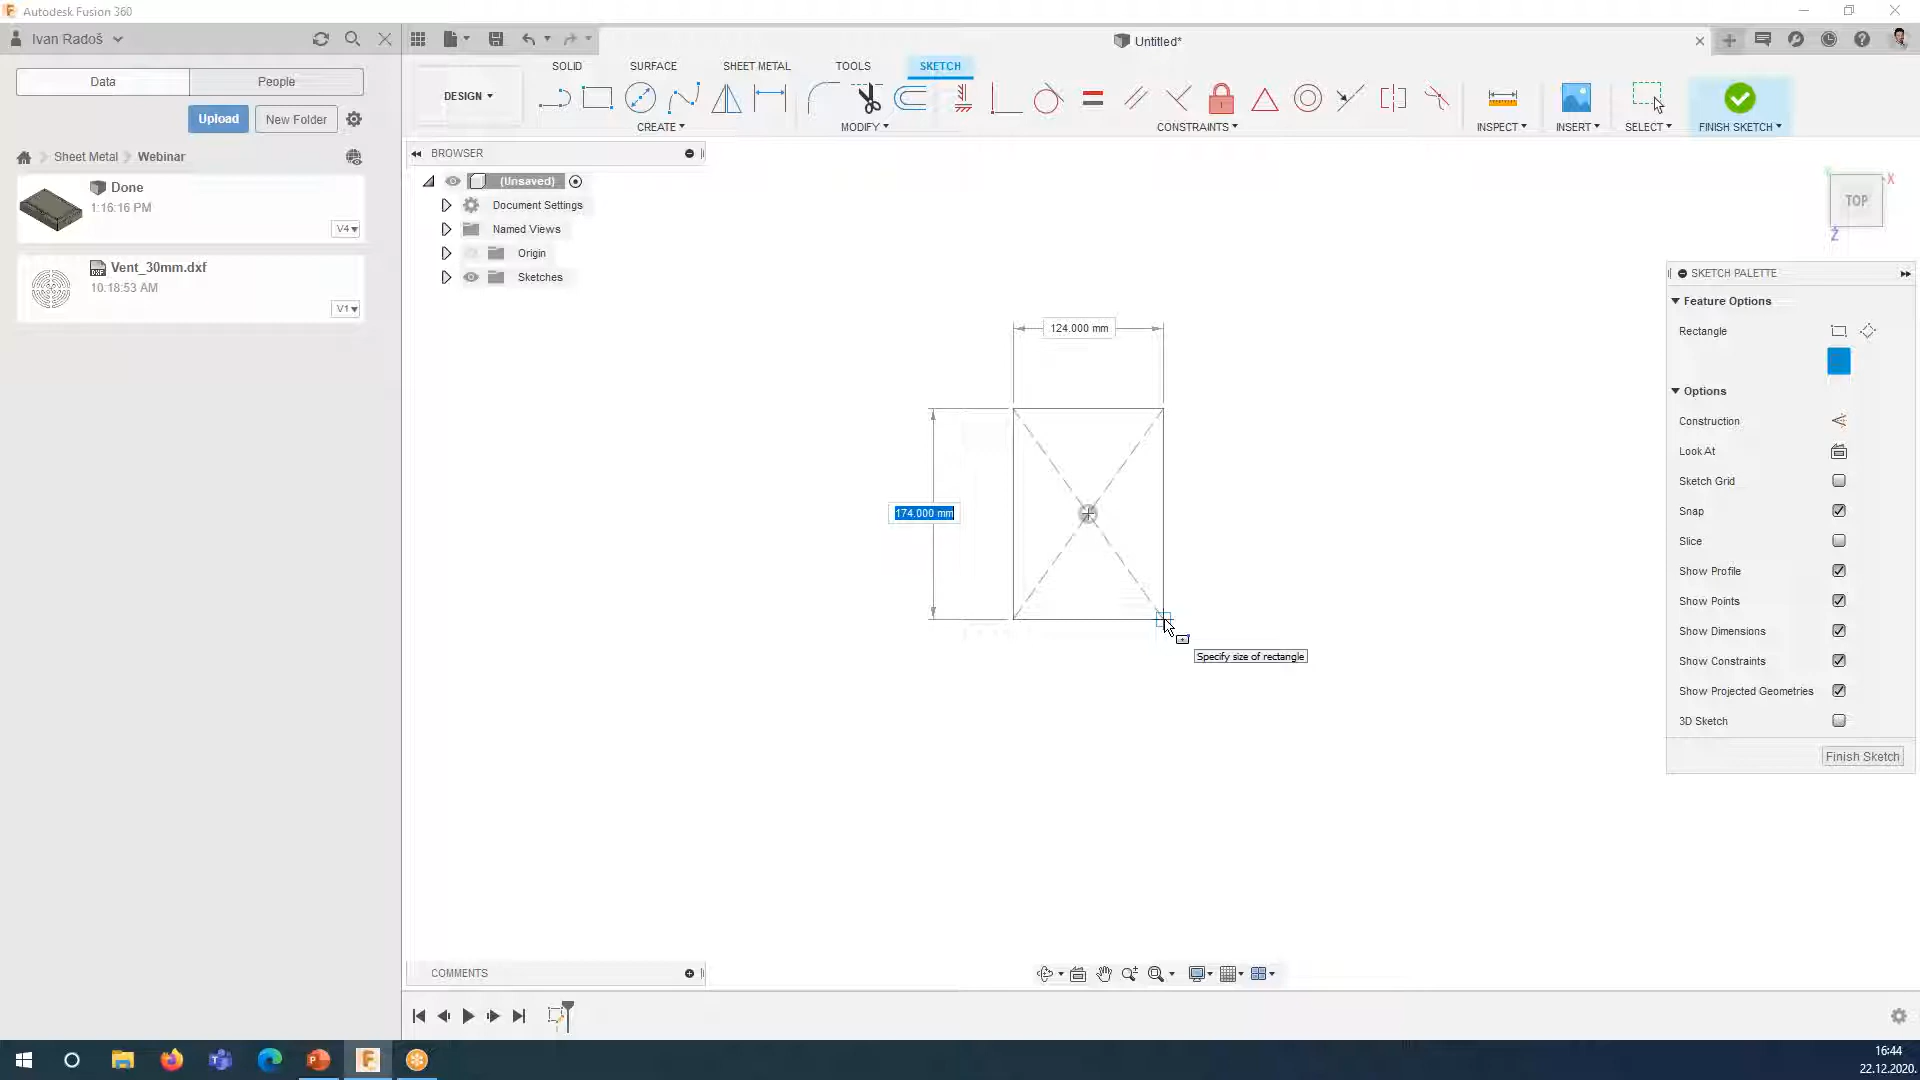 Autodesk Fusion 360
Ivan Radoš
Untitled*
Data
People
Upload
New Folder
Sheet Metal
Webinar
Done
1:16:16 PM
V4
DXF
Vent_30mm.dxf
10:18:53 AM
V1
DESIGN
SOLID
SURFACE
SHEET METAL
TOOLS
SKETCH
CREATE
MODIFY
CONSTRAINTS
INSPECT
INSERT
SELECT
FINISH SKETCH
BROWSER
(Unsaved)
Document Settings
Named Views
Origin
Sketches
TOP
X
Z
124.000 mm
174.000 mm
Specify size of rectangle
SKETCH PALETTE
Feature Options
Rectangle
Options
Construction
Look At
Sketch Grid
Snap
Slice
Show Profile
Show Points
Show Dimensions
Show Constraints
Show Projected Geometries
3D Sketch
Finish Sketch
COMMENTS
16:44
22.12.2020.